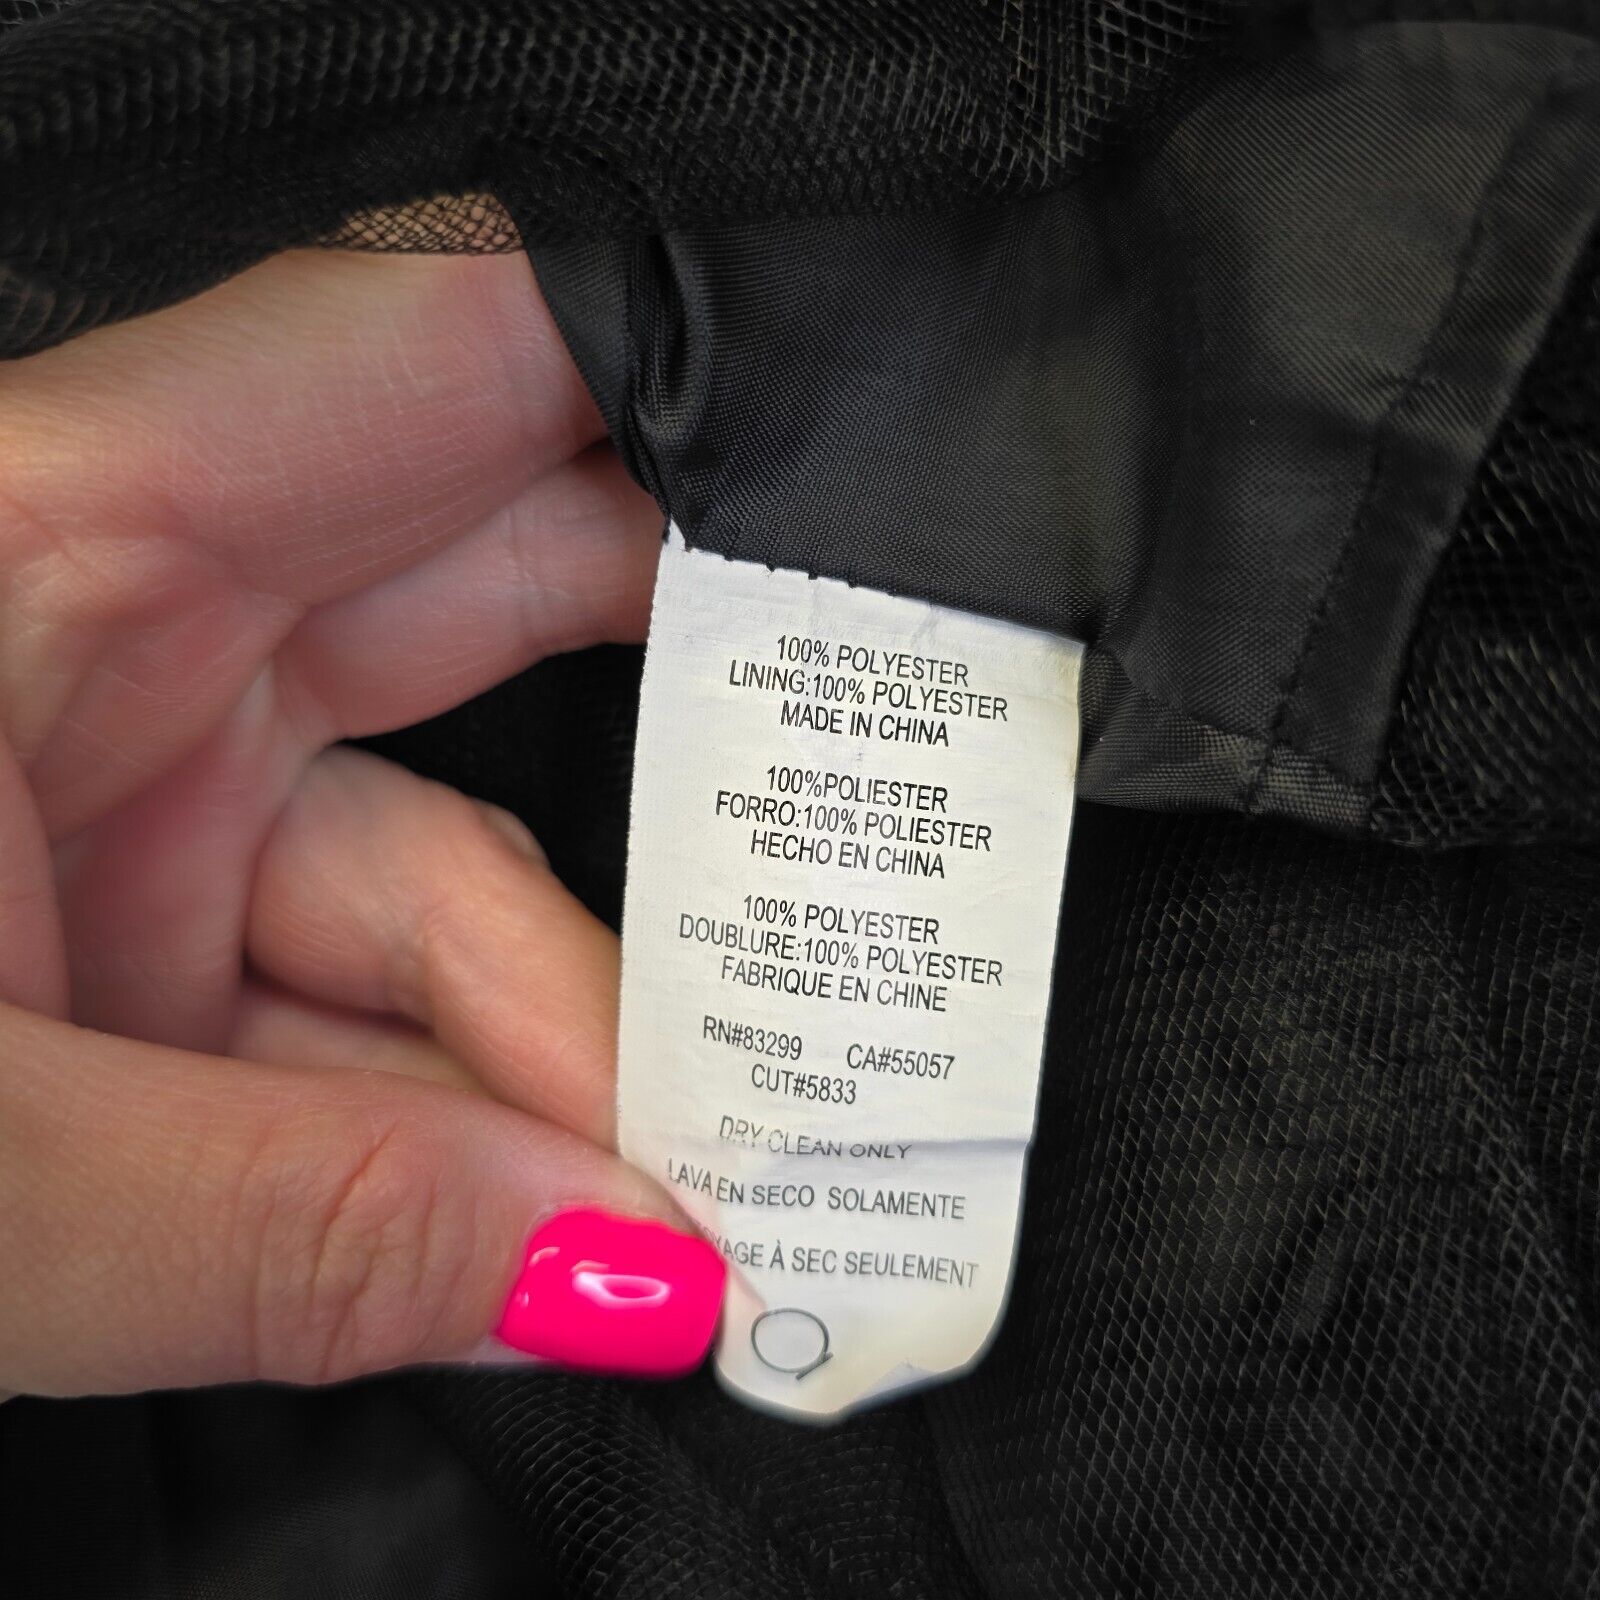 100% POLYESTER
LINING:100% POLYESTER
MADE IN CHINA
100%POLIESTER
FORRO:100% POLIESTER
HECHO EN CHINA
100% POLYESTER
DOUBLURE:100% POLYESTER
FABRIQUE EN CHINE
RN#83299 CA#55057
CUT#5833
DRY CLEAN ONLY
LAVA EN SECO SOLAMENTE
À SEC SEULEMENT